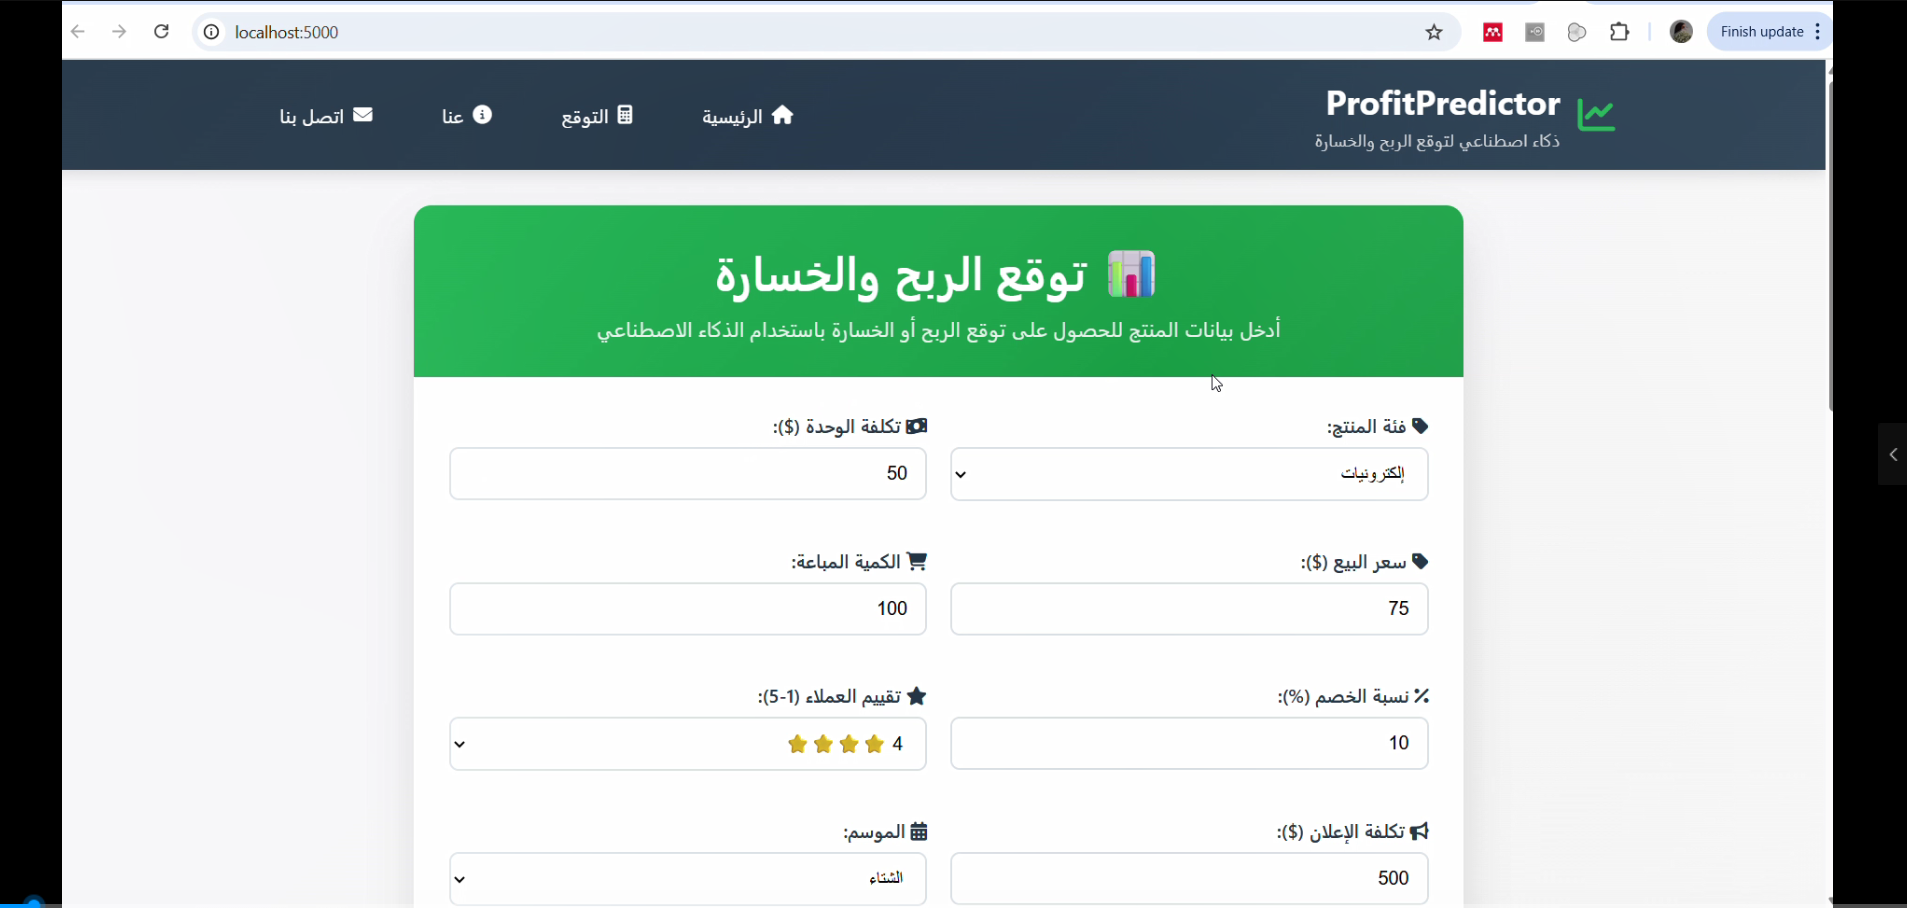 localhost:5000
Finish update
ProfitPredictor
ذكاء اصطناعي لتوقع الربح والخسارة
الرئيسية
التوقع
عنا
اتصل بنا
توقع الربح والخسارة
أدخل بيانات المنتج للحصول على توقع الربح أو الخسارة باستخدام الذكاء الاصطناعي
فئة المنتج:
إلكترونيات
تكلفة الوحدة ($):
50
سعر البيع ($):
75
الكمية المباعة:
100
نسبة الخصم (%):
10
تقييم العملاء (1-5):
4
تكلفة الإعلان ($):
500
الموسم:
الشتاء